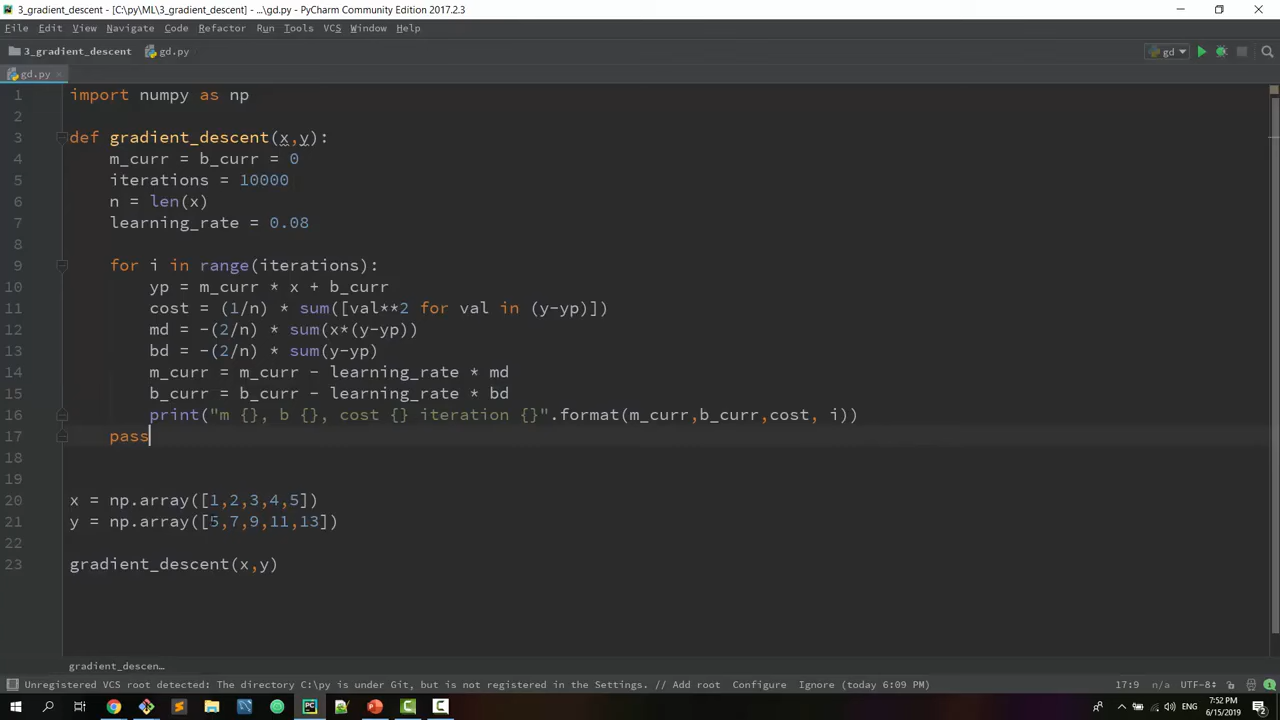 3_gradient_descent - [C:\py\ML\3_gradient_descent] - ...\gd.py - PyCharm Community Edition 2017.2.3
File Edit View Navigate Code Refactor Run Tools VCS Window Help
3_gradient_descent gd.py gd
gd.py
1 import numpy as np
2
3 def gradient_descent(x,y):
4 m_curr = b_curr = 0
5 iterations = 10000
6 n = len(x)
7 learning_rate = 0.08
8
9 for i in range(iterations):
10 yp = m_curr * x + b_curr
11 cost = (1/n) * sum([val**2 for val in (y-yp)])
12 md = -(2/n) * sum(x*(y-yp))
13 bd = -(2/n) * sum(y-yp)
14 m_curr = m_curr - learning_rate * md
15 b_curr = b_curr - learning_rate * bd
16 print("m {}, b {}, cost {} iteration {}".format(m_curr,b_curr,cost, i))
17 pass
18
19
20 x = np.array([1,2,3,4,5])
21 y = np.array([5,7,9,11,13])
22
23 gradient_descent(x,y)
gradient_descen...
Unregistered VCS root detected: The directory C:\py is under Git, but is not registered in the Settings. // Add root Configure Ignore (today 6:09 PM) 17:9 n/a UTF-8 1
ENG 7:52 PM
6/15/2019 2